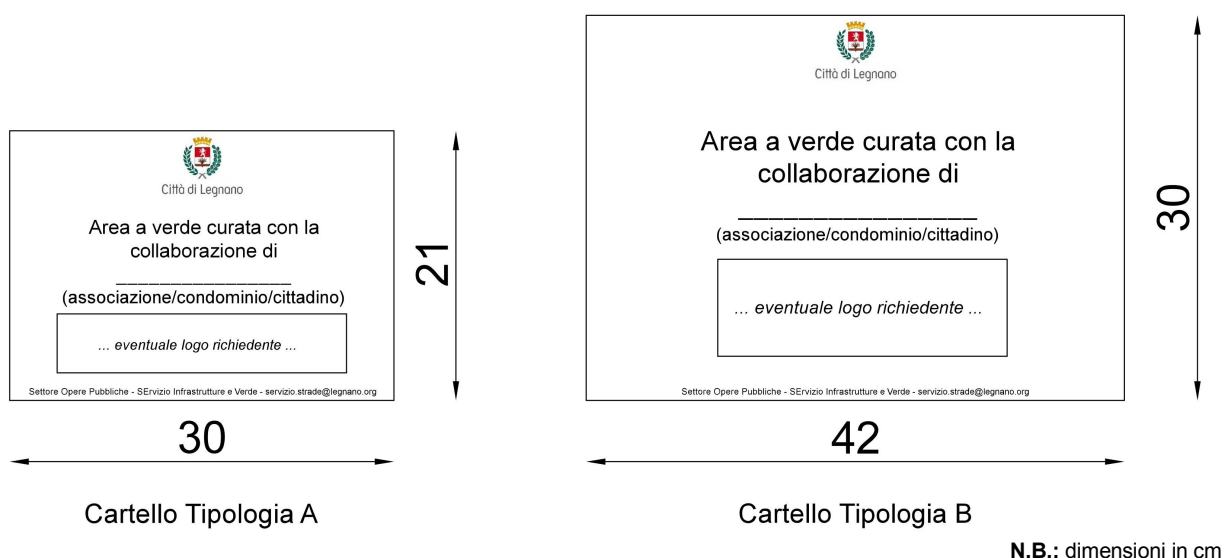 Città di Legnano
Area a verde curata con la
collaborazione di
________________
(associazione/condominio/cittadino)
... eventuale logo richiedente ...
Settore Opere Pubbliche - SErvizio Infrastrutture e Verde - servizio.strade@legnano.org
21
30
Cartello Tipologia A
Città di Legnano
Area a verde curata con la
collaborazione di
________________
(associazione/condominio/cittadino)
... eventuale logo richiedente ...
Settore Opere Pubbliche - SErvizio Infrastrutture e Verde - servizio.strade@legnano.org
30
42
Cartello Tipologia B
N.B.: dimensioni in cm